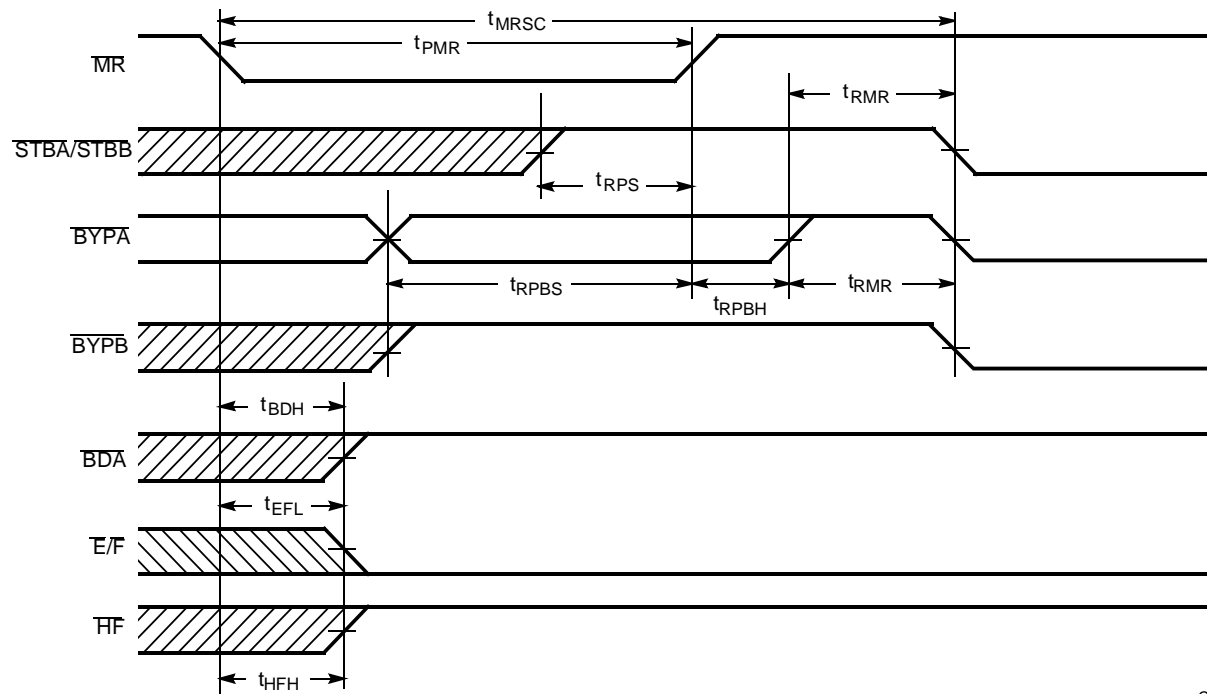 tMRSC
tPMR
MR
tRMR
STBA/STBB
tRPS
BYPA
tRPBS
tRPBH
tRMR
BYPB
tBDH
BDA
tEFL
E/F
HF
tHFH